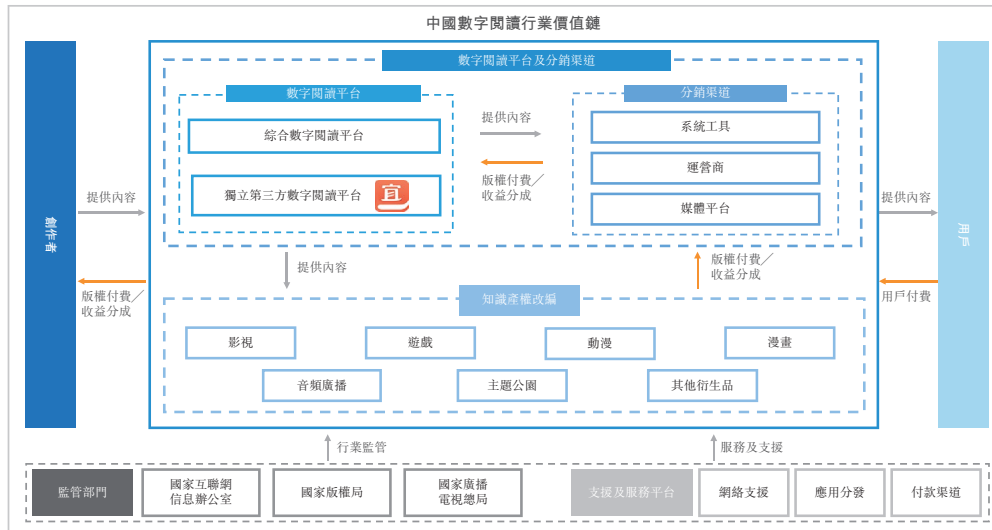 中國數字閱讀行業價值鏈
創作者
提供內容
版權付費／
收益分成
數字閱讀平台及分銷渠道
數字閱讀平台
綜合數字閱讀平台
獨立第三方數字閱讀平台
宜
提供內容
版權付費／
收益分成
分銷渠道
系統工具
運營商
媒體平台
提供內容
用戶付費
用戶
提供內容
版權付費／
收益分成
知識產權改編
影視
遊戲
動漫
漫畫
音頻廣播
主題公園
其他衍生品
行業監管
服務及支援
監管部門
國家互聯網
信息辦公室
國家版權局
國家廣播
電視總局
支援及服務平台
網絡支援
應用分發
付款渠道